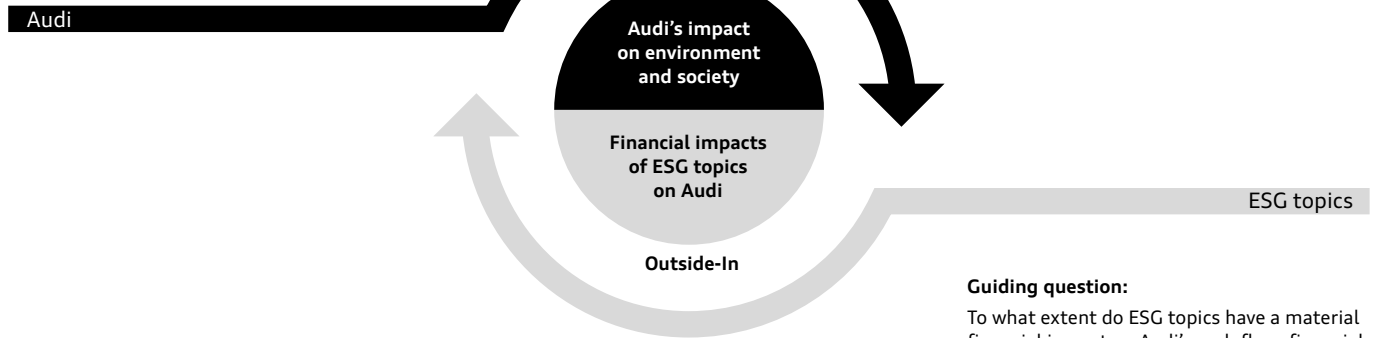 Audi
Audi's impact
on environment
and society
Financial impacts
of ESG topics
on Audi
ESG topics
Outside-In
Guiding question:
To what extent do ESG topics have a material